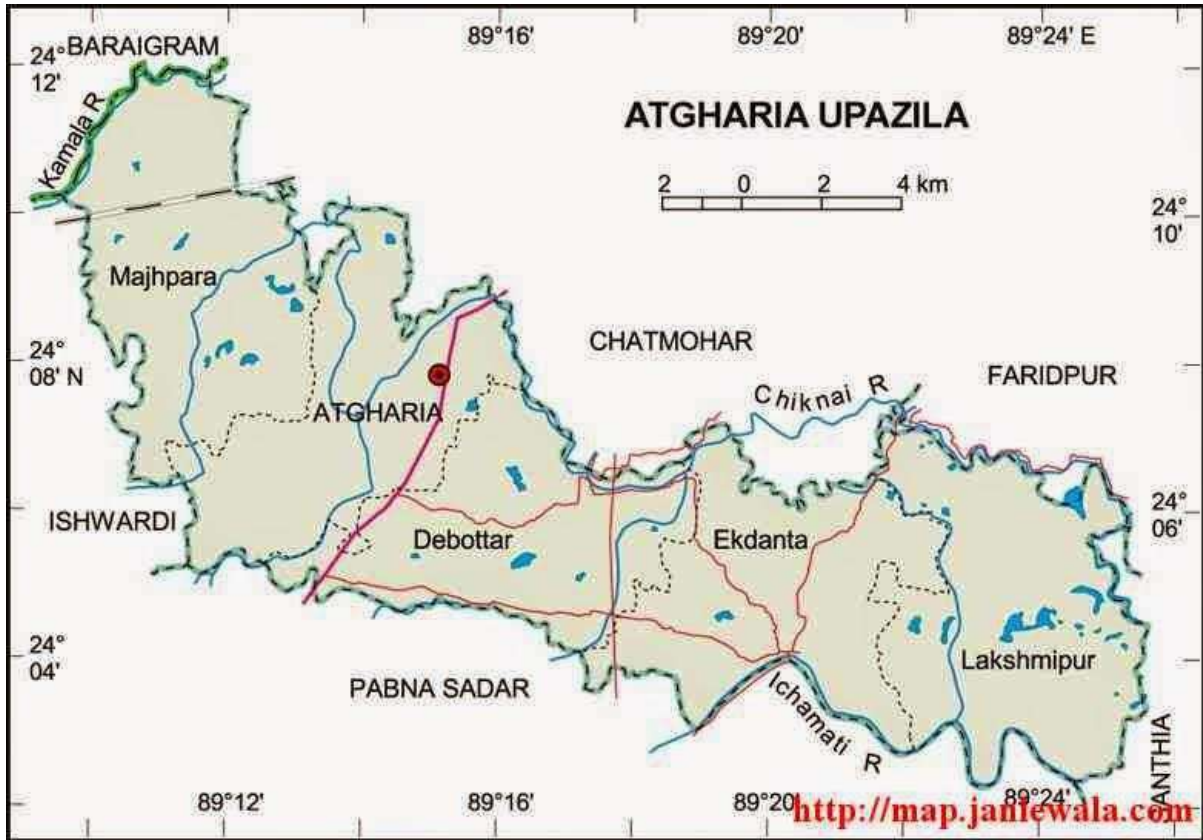 89°16'
89°20'
89°24' E
24°
12'
BARAIGRAM
Kamala R
ATGHARIA UPAZILA
2 0 2 4 km
24°
10'
Majhpara
24°
08' N
CHATMOHAR
FARIDPUR
Chiknai R
ATGHARIA
ISHWARDI
Debottar
Ekdanta
24°
06'
24°
04'
PABNA SADAR
Ichamati R
Lakshmipur
ANTHIA
89°12'
89°16'
89°20'
89°24'
http://map.janlewala.com